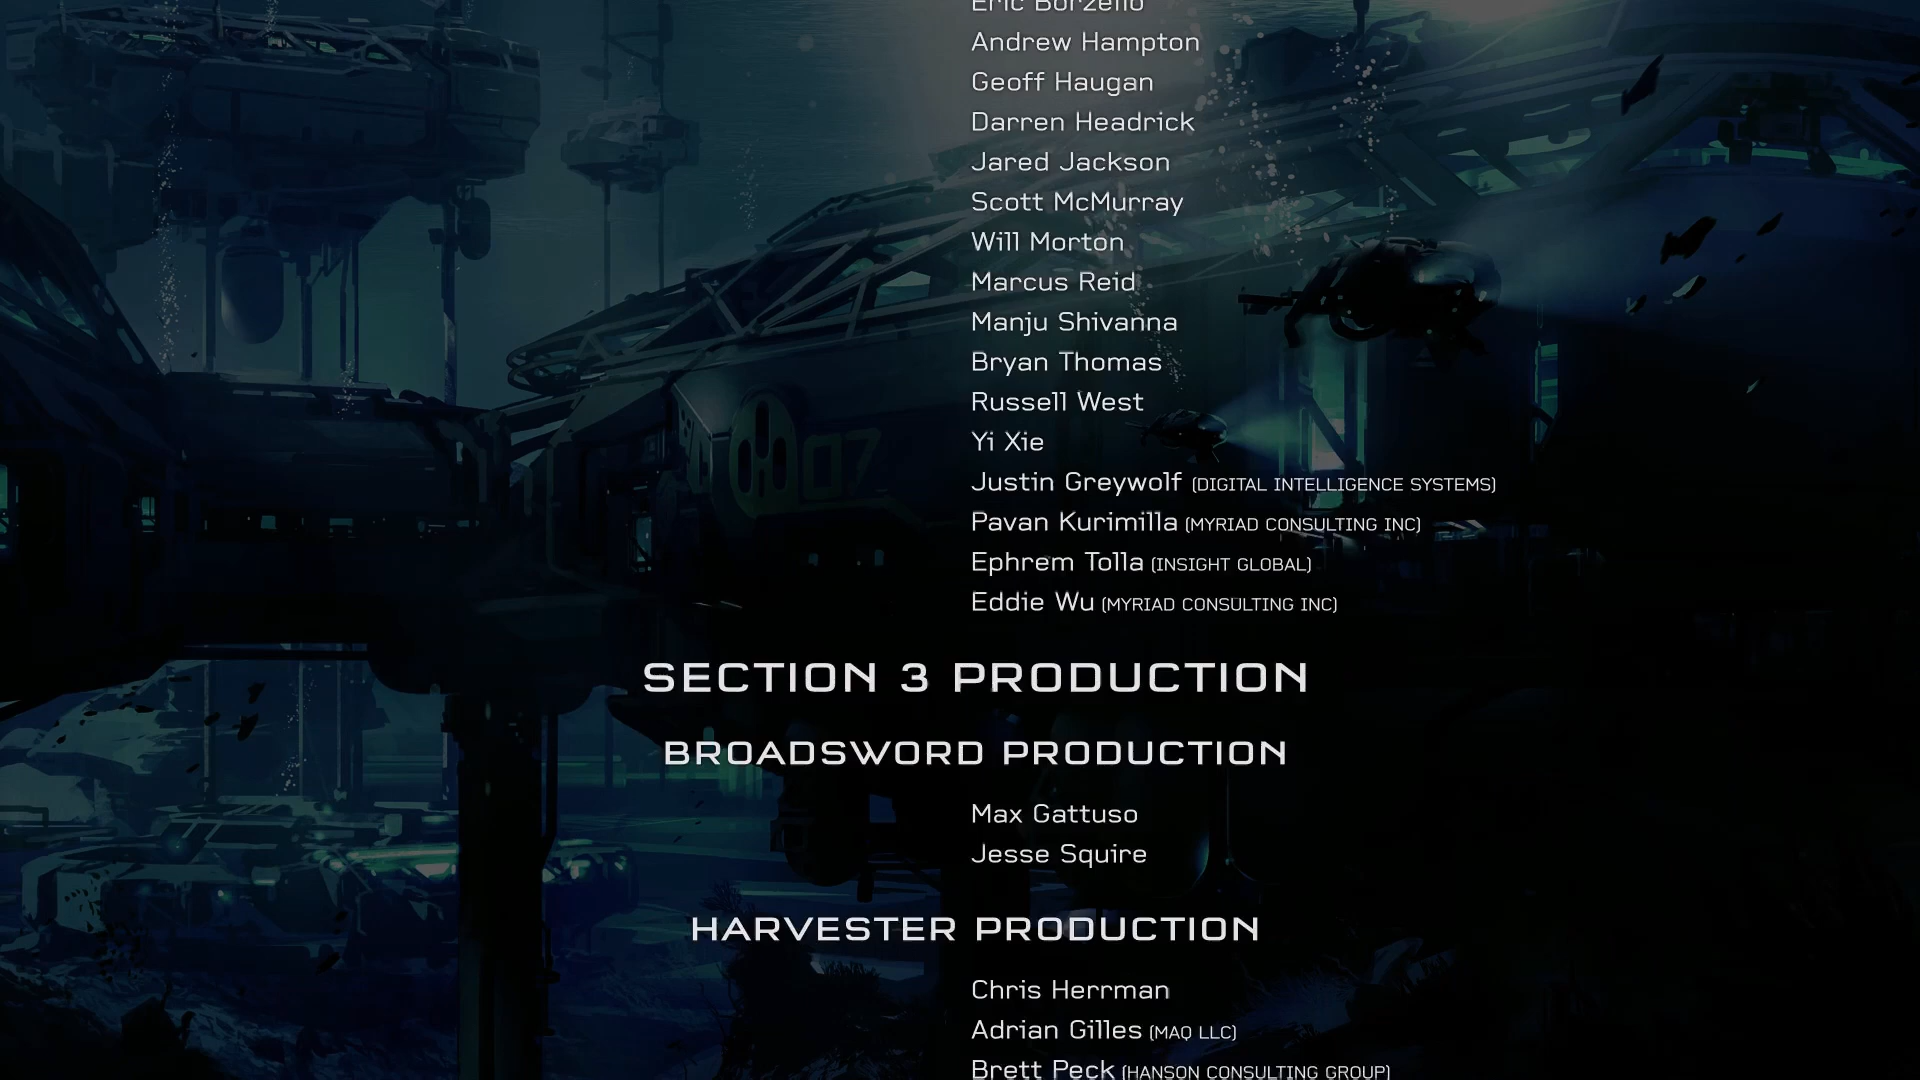 Eric Borzello
Andrew Hampton
Geoff Haugan
Darren Headrick
Jared Jackson
Scott McMurray
Will Morton
Marcus Reid
Manju Shivanna
Bryan Thomas
Russell West
Yi Xie
07
Justin Greywolf (DIGITAL INTELLIGENCE SYSTEMS)
Pavan Kurimilla (MYRIAD CONSULTING INC)
Ephrem Tolla (INSIGHT GLOBAL)
Eddie Wu (MYRIAD CONSULTING INC)
SECTION 3 PRODUCTION
BROADSWORD PRODUCTION
Max Gattuso
Jesse Squire
HARVESTER PRODUCTION
Chris Herrman
Adrian Gilles (MAQ LLC)
Brett Peck (HANSON CONSULTING GROUP)